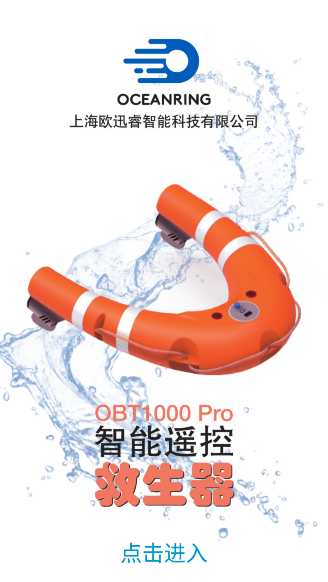 OCEANRING
上海欧迅睿智能科技有限公司
OBT1000 Pro
智能遥控
救生器
点击进入